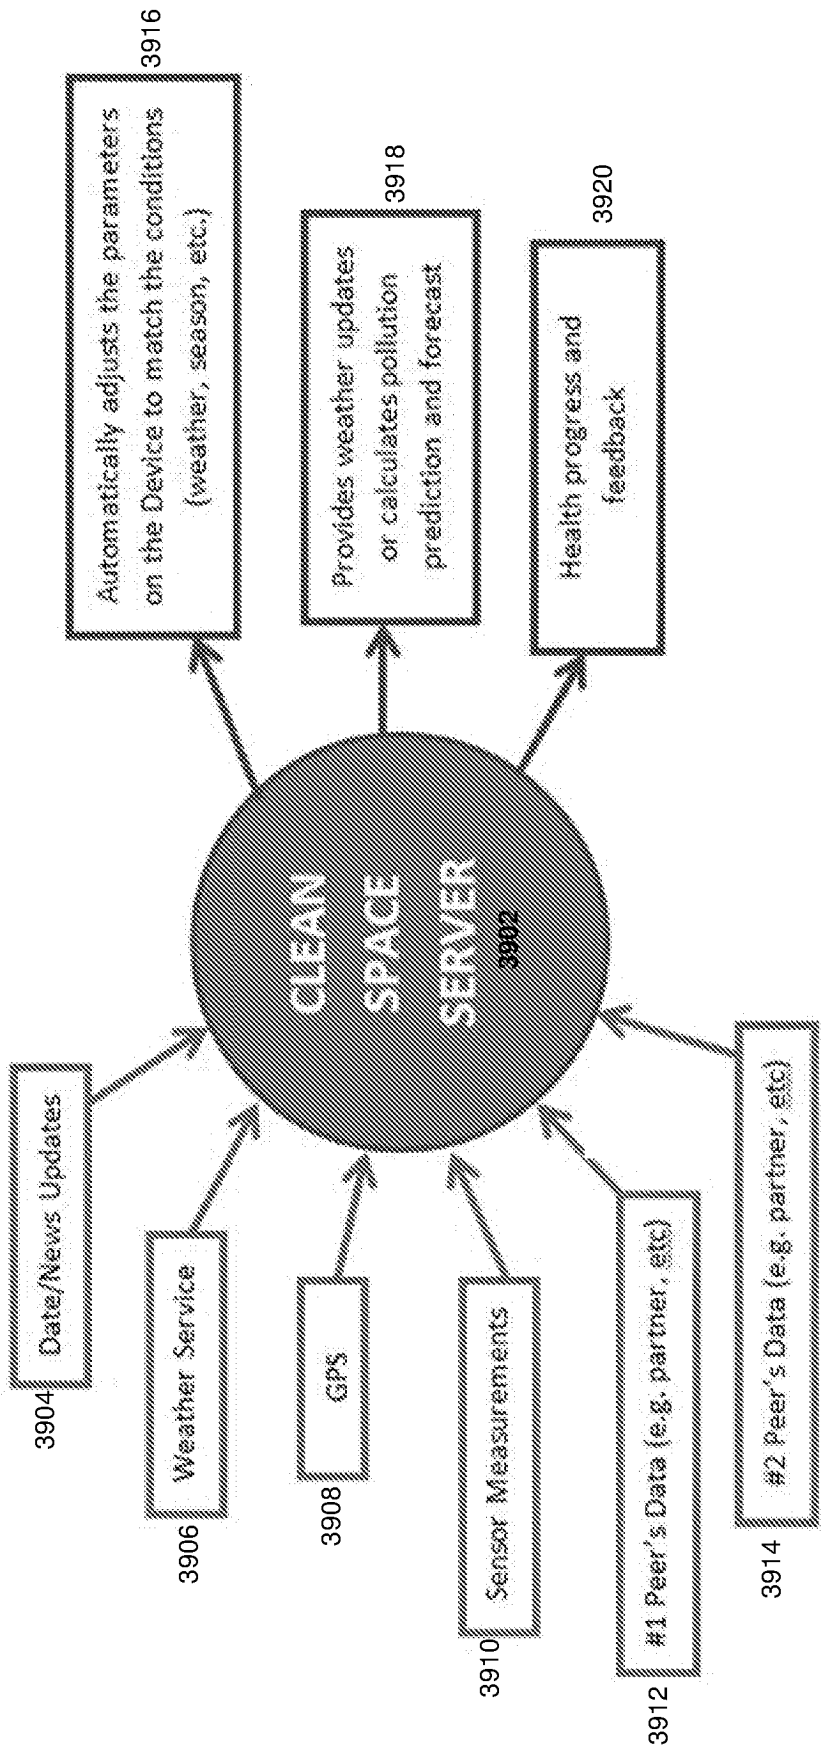 3904
Date/News Updates
3906
Weather Service
3908
GPS
3910
Sensor Measurements
3912
#1 Peer's Data (e.g. partner, etc)
3914
#2 Peer's Data (e.g. partner, etc)
CLEAN
SPACE
SERVER
3902
3916
Automatically adjusts the parameters
on the Device to match the conditions
(weather, season, etc.)
3918
Provides weather updates
or calculates pollution
prediction and forecast
3920
Health progress and
feedback